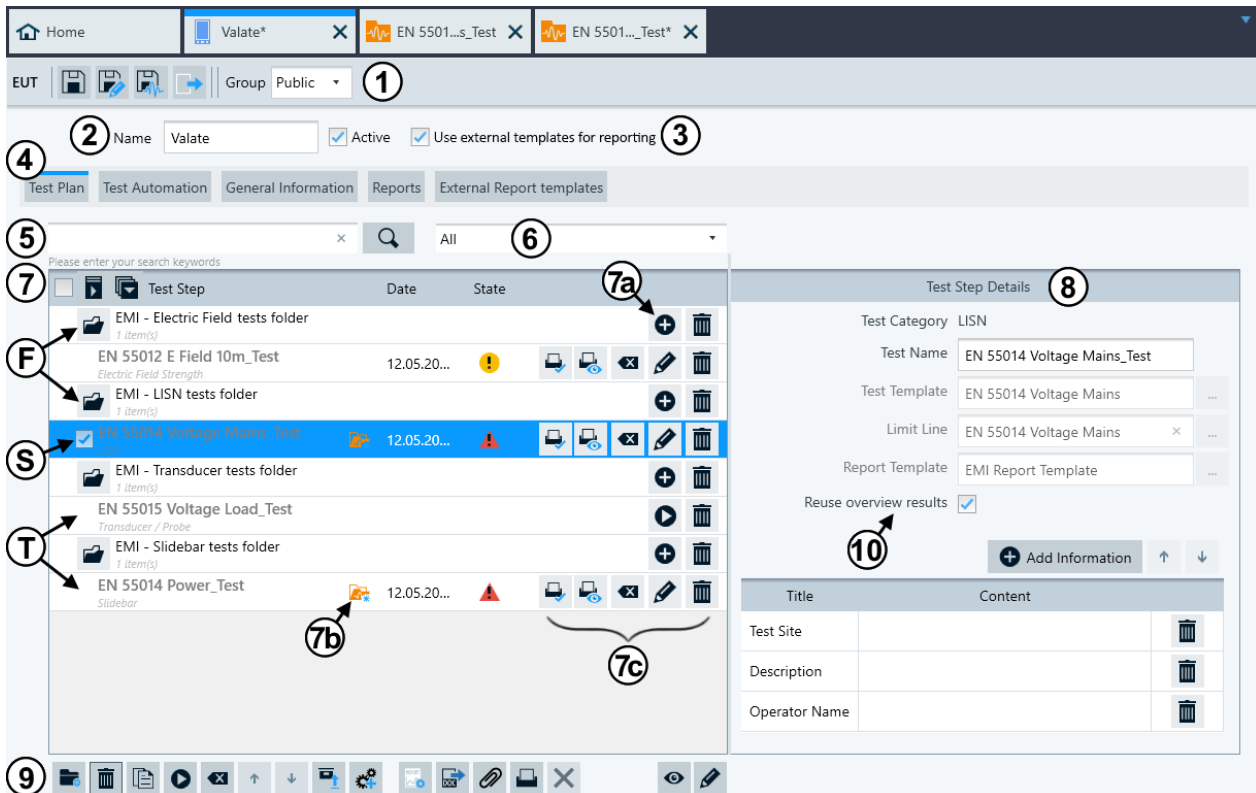 Home
Valate*
EN 5501...s_Test
EN 5501..._Test*
EUT
Group Public
1
2
Name Valate
Active
Use external templates for reporting
3
4
Test Plan
Test Automation
General Information
Reports
External Report templates
5
All
6
Please enter your search keywords
7
Test Step
Date
State
7a
Test Step Details
8
F
EMI - Electric Field tests folder
1 item(s)
EN 55012 E Field 10m_Test
Electric Field Strength
12.05.20...
EMI - LISN tests folder
1 item(s)
S
EN 55014 Voltage Mains_Test
12.05.20...
EMI - Transducer tests folder
1 item(s)
T
EN 55015 Voltage Load_Test
Transducer / Probe
EMI - Slidebar tests folder
1 item(s)
EN 55014 Power_Test
Slidebar
12.05.20...
7b
7c
Test Category LISN
Test Name EN 55014 Voltage Mains_Test
Test Template EN 55014 Voltage Mains ...
Limit Line EN 55014 Voltage Mains ...
Report Template EMI Report Template ...
Reuse overview results
10
Add Information
Title Content
Test Site
Description
Operator Name
9
DOC